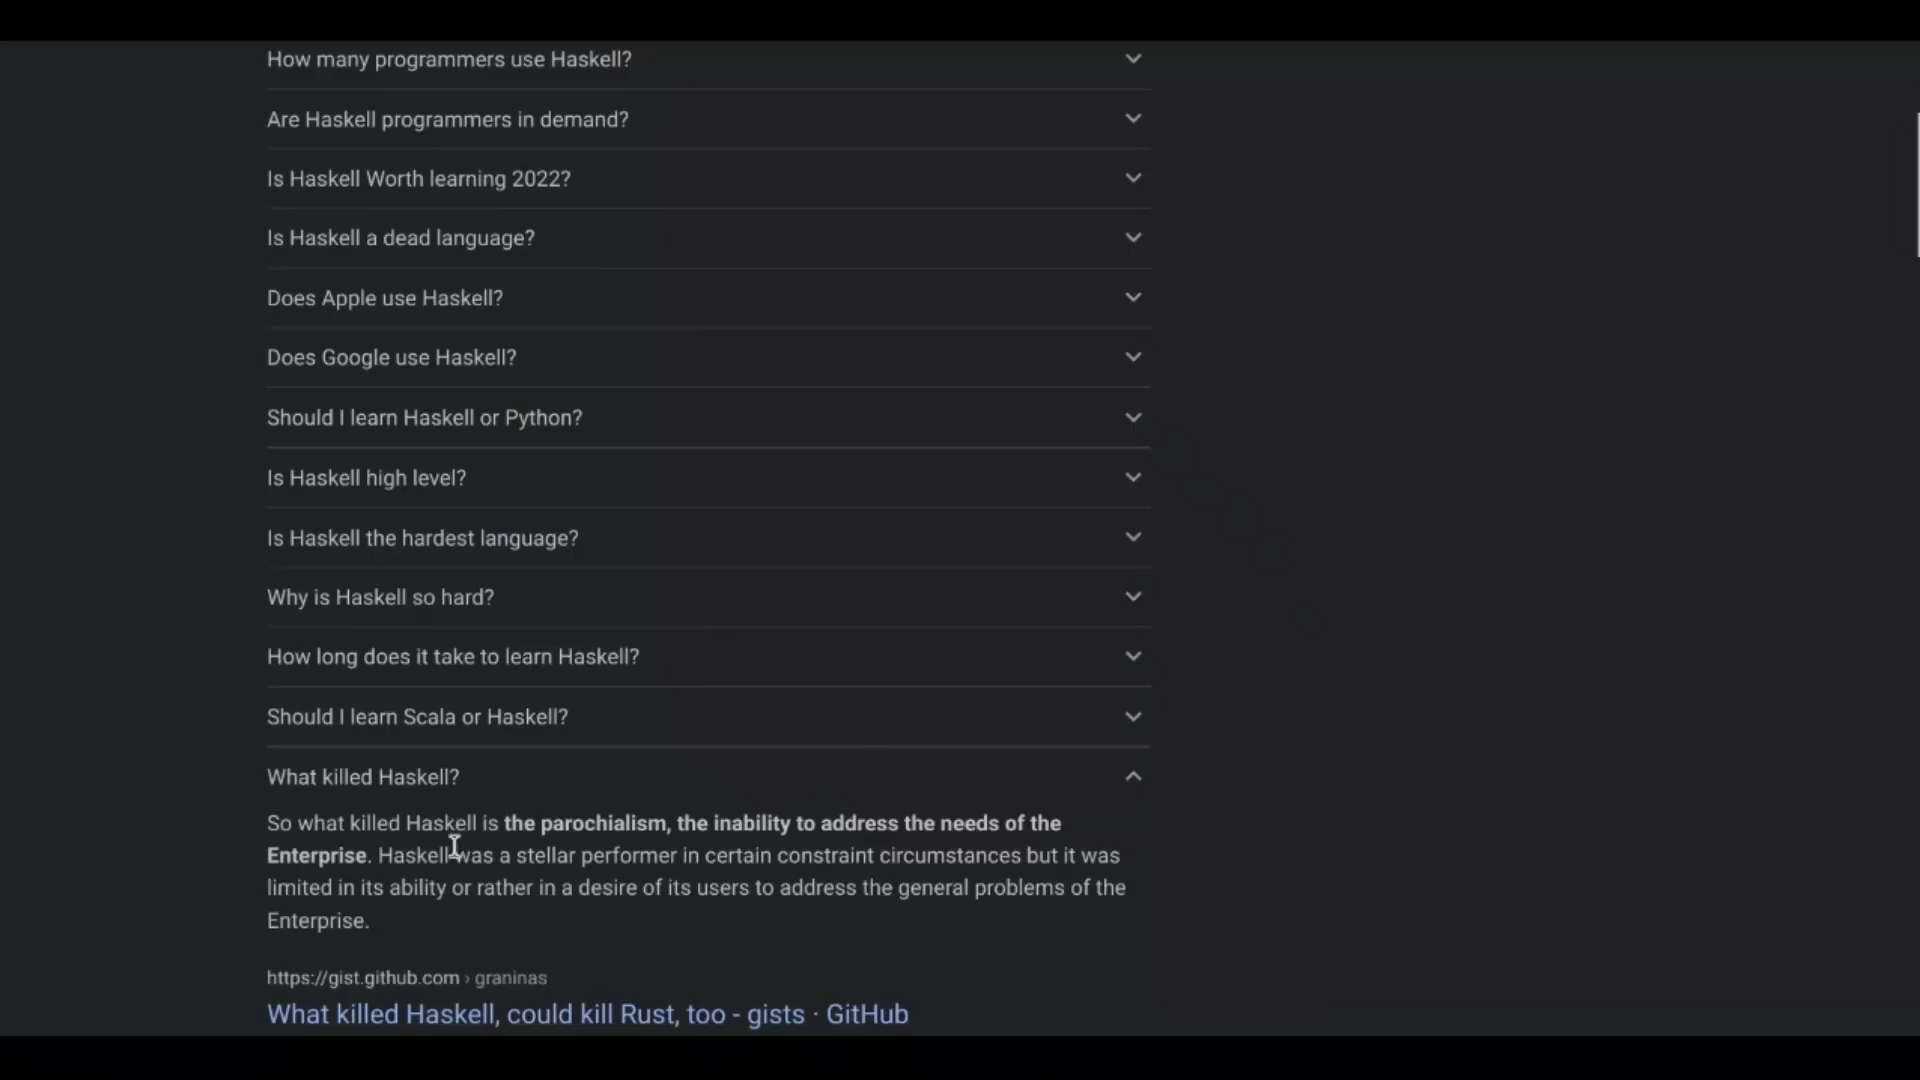 How many programmers use Haskell?
Are Haskell programmers in demand?
Is Haskell Worth learning 2022?
Is Haskell a dead language?
Does Apple use Haskell?
Does Google use Haskell?
Should I learn Haskell or Python?
Is Haskell high level?
Is Haskell the hardest language?
Why is Haskell so hard?
How long does it take to learn Haskell?
Should I learn Scala or Haskell?
What killed Haskell?
So what killed Haskell is the parochialism, the inability to address the needs of the
Enterprise. Haskell was a stellar performer in certain constraint circumstances but it was
limited in its ability or rather in a desire of its users to address the general problems of the
Enterprise.
https://gist.github.com › graninas
What killed Haskell, could kill Rust, too - gists · GitHub